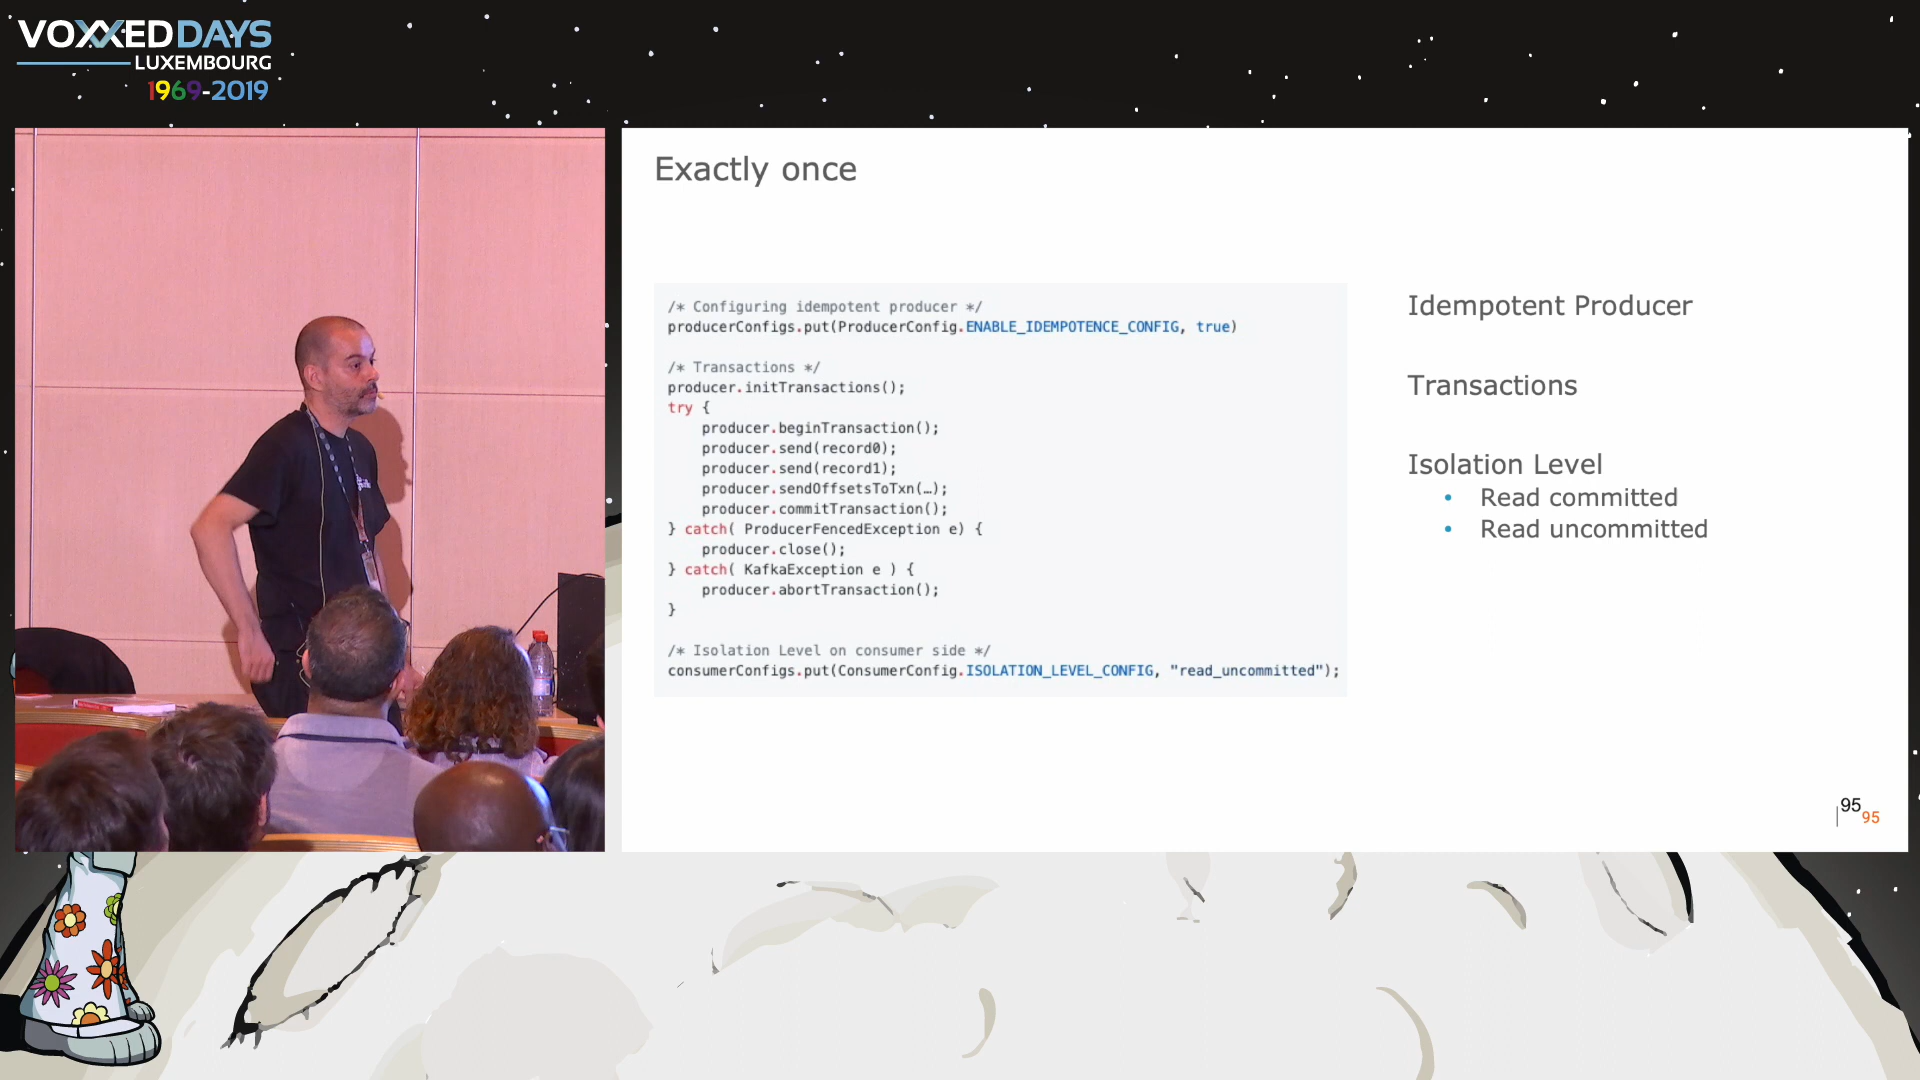 VOXXEDDAYS
LUXEMBOURG
1969-2019
Exactly once
/* Configuring idempotent producer */
producerConfigs.put(ProducerConfig.ENABLE_IDEMPOTENCE_CONFIG, true)
/* Transactions */
producer.initTransactions();
try {
producer.beginTransaction();
producer.send(record0);
producer.send(record1);
producer.sendOffsetsToTxn(…);
producer.commitTransaction();
} catch( ProducerFencedException e) {
producer.close();
} catch( KafkaException e ) {
producer.abortTransaction();
}
/* Isolation Level on consumer side */
consumerConfigs.put(ConsumerConfig.ISOLATION_LEVEL_CONFIG, "read_uncommitted");
Idempotent Producer
Transactions
Isolation Level
• Read committed
• Read uncommitted
95
95